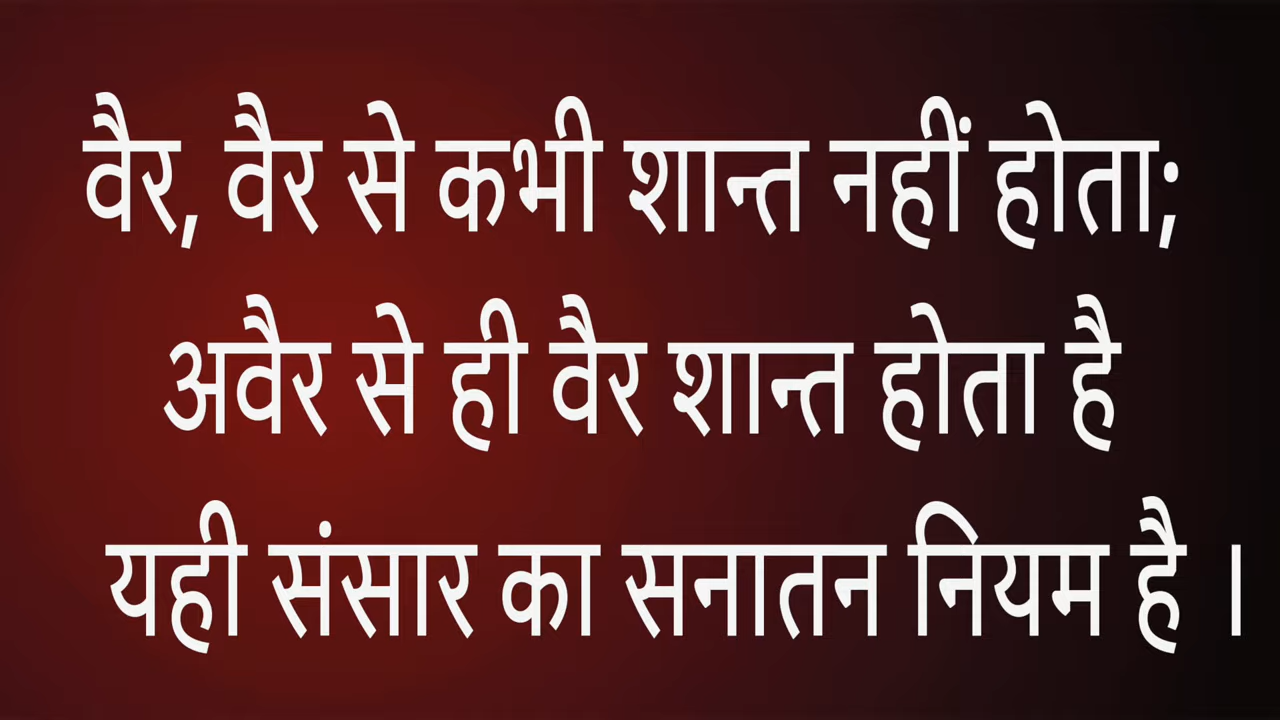 वैर, वैर से कभी शान्त नहीं होता;
अवैर से ही वैर शान्त होता है
यही संसार का सनातन नियम है ।